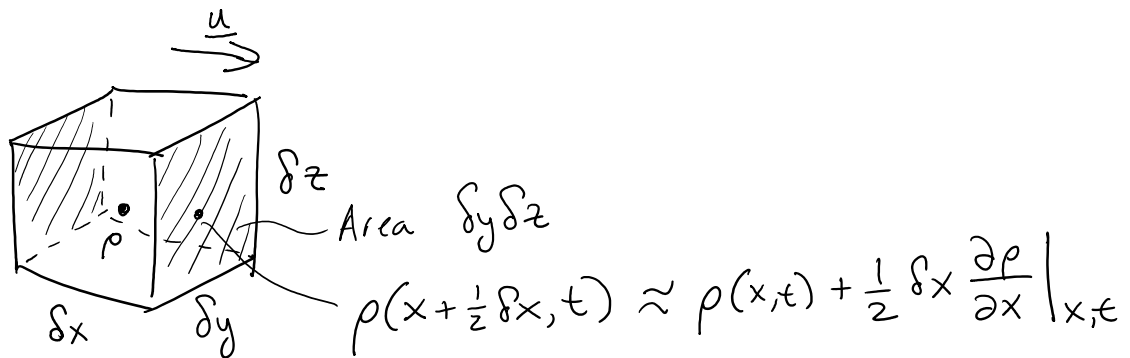 u
δz
Area δyδz
ρ
ρ(x+½δx,t) ≈ ρ(x,t) + ½ δx ∂ρ/∂x |x,t
δx
δy